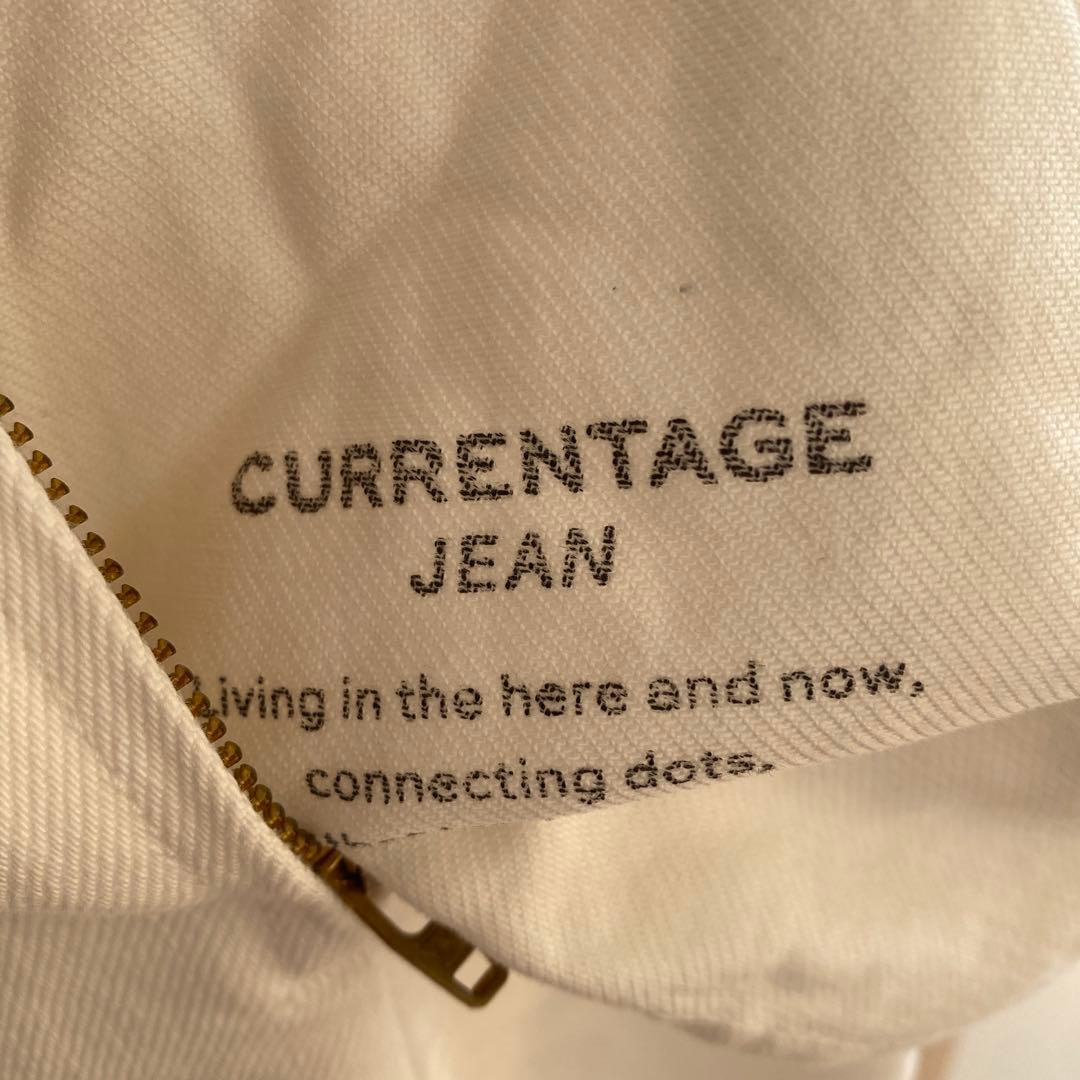 CURRENTAGE
JEAN
Living in the here and now,
connecting dots.